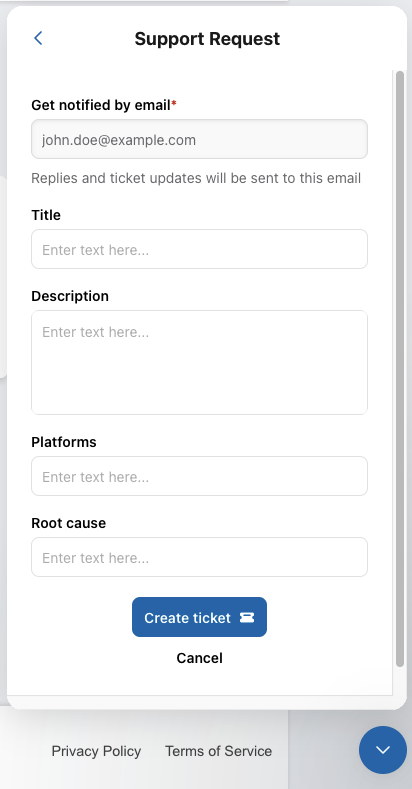 Support Request
Get notified by email*
john.doe@example.com
Replies and ticket updates will be sent to this email
Title
Enter text here...
Description
Enter text here...
Platforms
Enter text here...
Root cause
Enter text here...
Create ticket
Cancel
Privacy Policy Terms of Service